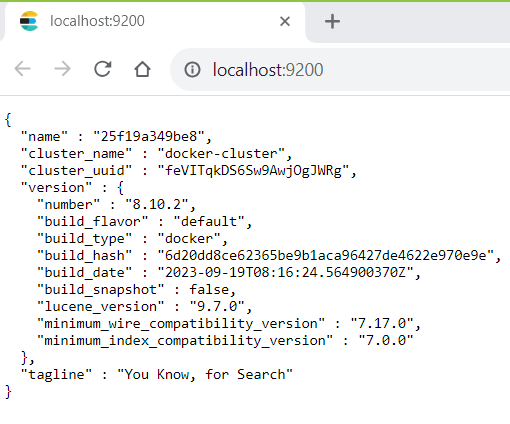 localhost:9200
localhost:9200
{
  "name" : "25f19a349be8",
  "cluster_name" : "docker-cluster",
  "cluster_uuid" : "feVITqkDS6Sw9AwjOgJWRg",
  "version" : {
    "number" : "8.10.2",
    "build_flavor" : "default",
    "build_type" : "docker",
    "build_hash" : "6d20dd8ce62365be9b1aca96427de4622e970e9e",
    "build_date" : "2023-09-19T08:16:24.564900370Z",
    "build_snapshot" : false,
    "lucene_version" : "9.7.0",
    "minimum_wire_compatibility_version" : "7.17.0",
    "minimum_index_compatibility_version" : "7.0.0"
  },
  "tagline" : "You Know, for Search"
}